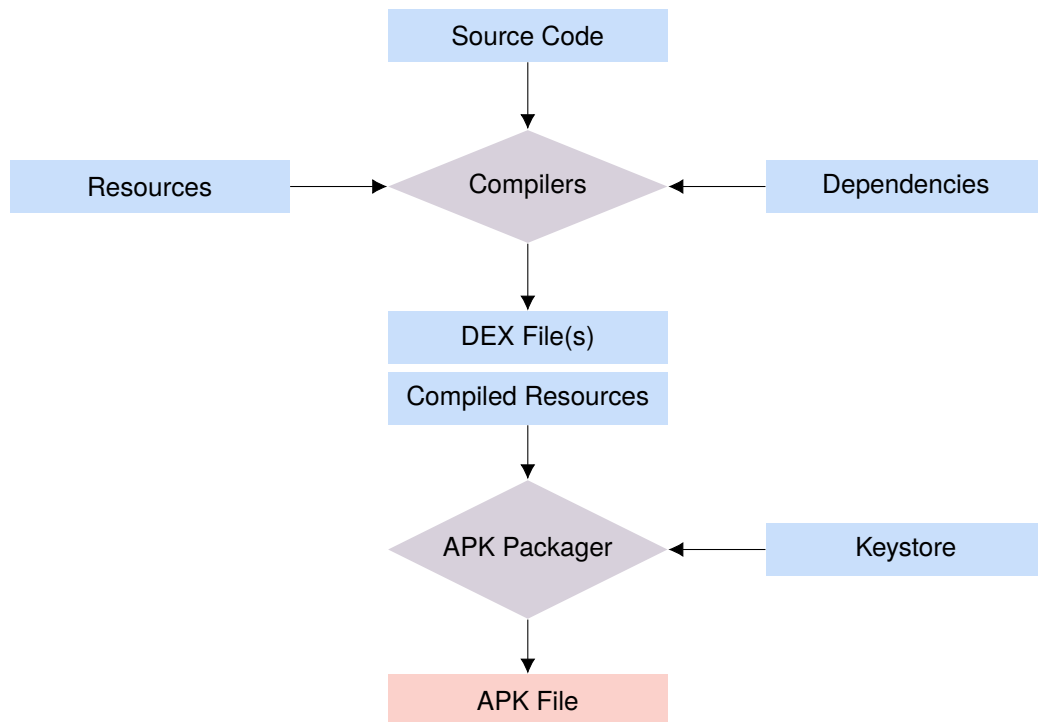 Source Code
Resources
Compilers
Dependencies
DEX File(s)
Compiled Resources
APK Packager
Keystore
APK File